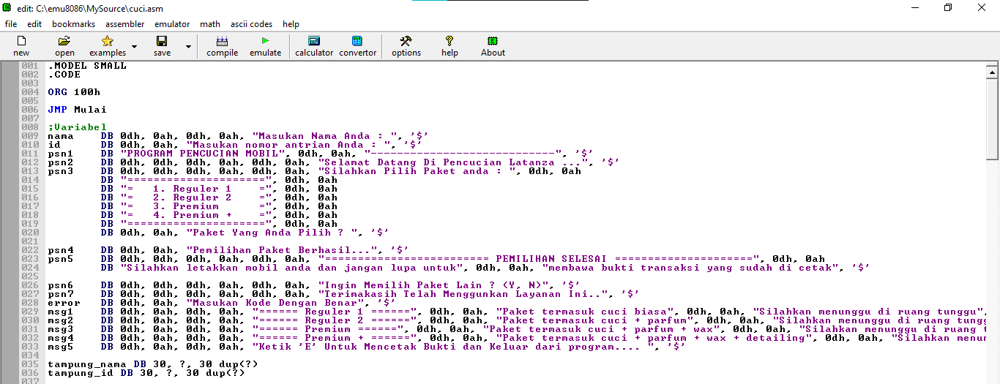 edit: C:\emu8086\MySource\cuci.asm
file edit bookmarks assembler emulator math ascii codes help
new open examples save compile emulate calculator convertor options help About
001 .MODEL SMALL
002 .CODE
003
004 ORG 100h
005
006 JMP Mulai
007
008 ;Variabel
009 nama DB 0dh, 0ah, 0dh, 0ah, "Masukan Nama Anda : ", '$'
010 id DB 0dh, 0ah, "Masukan nomor antrian Anda : ", '$'
011 psn1 DB "PROGRAM PENCUCIAN MOBIL", 0dh, 0ah, "----------------------------", '$'
012 psn2 DB 0dh, 0ah, 0dh, 0ah, 0dh, 0ah, "Selamat Datang Di Pencucian Latanza ...", '$'
013 psn3 DB 0dh, 0dh, 0dh, 0ah, 0dh, 0ah, "Silahkan Pilih Paket anda : ", 0dh, 0ah
014 DB "=====================", 0dh, 0ah
015 DB "=   1. Reguler 1    =", 0dh, 0ah
016 DB "=   2. Reguler 2    =", 0dh, 0ah
017 DB "=   3. Premium      =", 0dh, 0ah
018 DB "=   4. Premium +    =", 0dh, 0ah
019 DB "=====================", 0dh, 0ah
020 DB 0dh, 0ah, "Paket Yang Anda Pilih ? ", '$'
021
022 psn4 DB 0dh, 0ah, "Pemilihan Paket Berhasil...", '$'
023 psn5 DB 0dh, 0ah, 0dh, 0ah, 0dh, 0ah, "========================= PEMILIHAN SELESAI =====================", 0dh, 0ah
024 DB "Silahkan letakkan mobil anda dan jangan lupa untuk", 0dh, 0ah, "membawa bukti transaksi yang sudah di cetak", '$'
025
026 psn6 DB 0dh, 0ah, 0dh, 0ah, 0dh, 0ah, "Ingin Memilih Paket Lain ? (Y, N)", '$'
027 psn7 DB 0dh, 0ah, 0dh, 0ah, 0dh, 0ah, "Terimakasih Telah Menggunkan Layanan Ini..", '$'
028 error DB 0dh, 0ah, "Masukan Kode Dengan Benar", '$'
029 msg1 DB 0dh, 0ah, 0dh, 0ah, "====== Reguler 1 ======", 0dh, 0ah, "Paket termasuk cuci biasa", 0dh, 0ah, "Silahkan menunggu di ruang tunggu",
030 msg2 DB 0dh, 0ah, 0dh, 0ah, "====== Reguler 2 ======", 0dh, 0ah, "Paket termasuk cuci + parfum", 0dh, 0ah, "Silahkan menunggu di ruang tungg
031 msg3 DB 0dh, 0ah, 0dh, 0ah, "====== Premium ======", 0dh, 0ah, "Paket termasuk cuci + parfum + wax", 0dh, 0ah, "Silahkan menunggu di ruang t
032 msg4 DB 0dh, 0ah, 0dh, 0ah, "====== Premium + ======", 0dh, 0ah, "Paket termasuk cuci + parfum + wax + detailing", 0dh, 0ah, "Silahkan menun
033 msg5 DB 0dh, 0ah, 0dh, 0ah, "Ketik 'E' Untuk Mencetak Bukti dan Keluar dari program.... ", '$'
034
035 tampung_nama DB 30, ?, 30 dup(?)
036 tampung_id DB 30, ?, 30 dup(?)
037